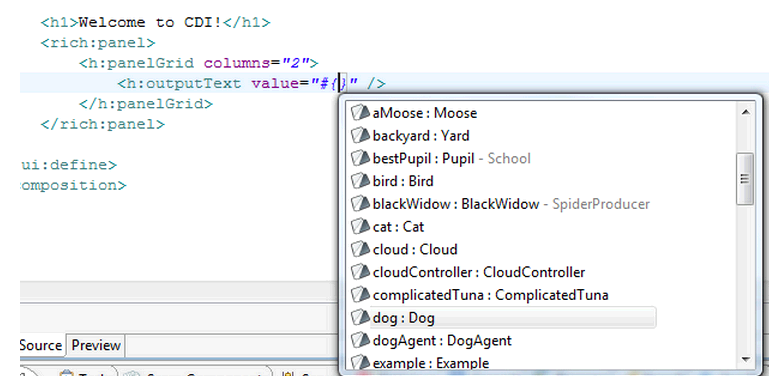 <h1>Welcome to CDI!</h1>
<rich:panel>
<h:panelGrid columns="2">
<h:outputText value="#{}" />
</h:panelGrid>
</rich:panel>
ui:define>
omposition>
aMoose : Moose
backyard : Yard
bestPupil : Pupil - School
bird : Bird
blackWidow : BlackWidow - SpiderProducer
cat : Cat
cloud : Cloud
cloudController : CloudController
complicatedTuna : ComplicatedTuna
dog : Dog
dogAgent : DogAgent
example : Example
Source Preview